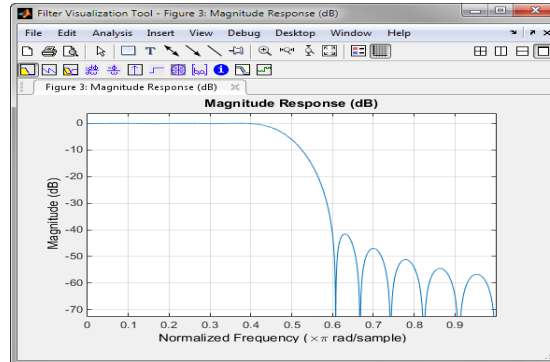 Filter Visualization Tool - Figure 3: Magnitude Response (dB)
File Edit Analysis Insert View Debug Desktop Window Help
Figure 3: Magnitude Response (dB)
Magnitude Response (dB)
Magnitude (dB)
0
-10
-20
-30
-40
-50
-60
-70
0 0.1 0.2 0.3 0.4 0.5 0.6 0.7 0.8 0.9
Normalized Frequency (×π rad/sample)